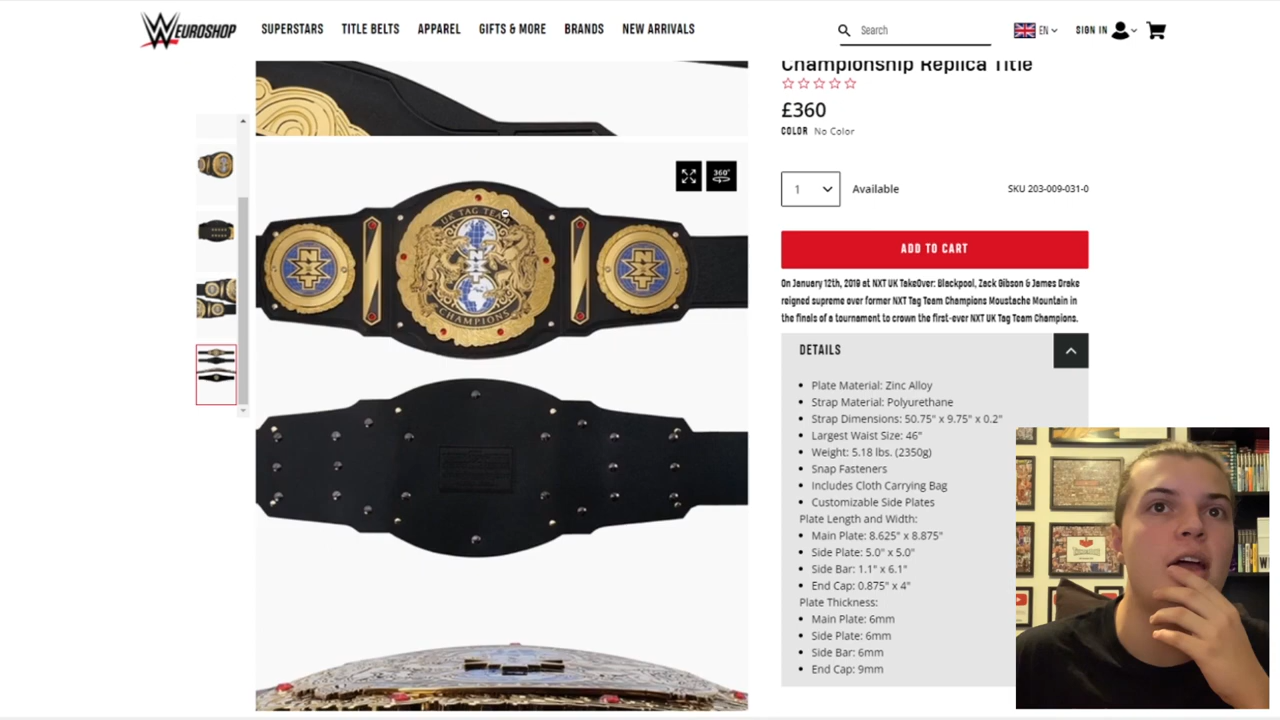 W EUROSHOP
SUPERSTARS TITLE BELTS APPAREL GIFTS & MORE BRANDS NEW ARRIVALS
Search
EN
SIGN IN
Championship Replica Title
£360
COLOR No Color
1
Available
SKU 203-009-031-0
ADD TO CART
On January 12th, 2019 at NXT UK TakeOver: Blackpool, Zack Gibson & James Drake
reigned supreme over former NXT Tag Team Champions Moustache Mountain in
the finals of a tournament to crown the first-ever NXT UK Tag Team Champions.
DETAILS
Plate Material: Zinc Alloy
Strap Material: Polyurethane
Strap Dimensions: 50.75" x 9.75" x 0.2"
Largest Waist Size: 46"
Weight: 5.18 lbs. (2350g)
Snap Fasteners
Includes Cloth Carrying Bag
Customizable Side Plates
Plate Length and Width:
Main Plate: 8.625" x 8.875"
Side Plate: 5.0" x 5.0"
Side Bar: 1.1" x 6.1"
End Cap: 0.875" x 4"
Plate Thickness:
Main Plate: 6mm
Side Plate: 6mm
Side Bar: 6mm
End Cap: 9mm
360°
UK TAG TEAM
NXT
CHAMPIONS
NXT
NXT